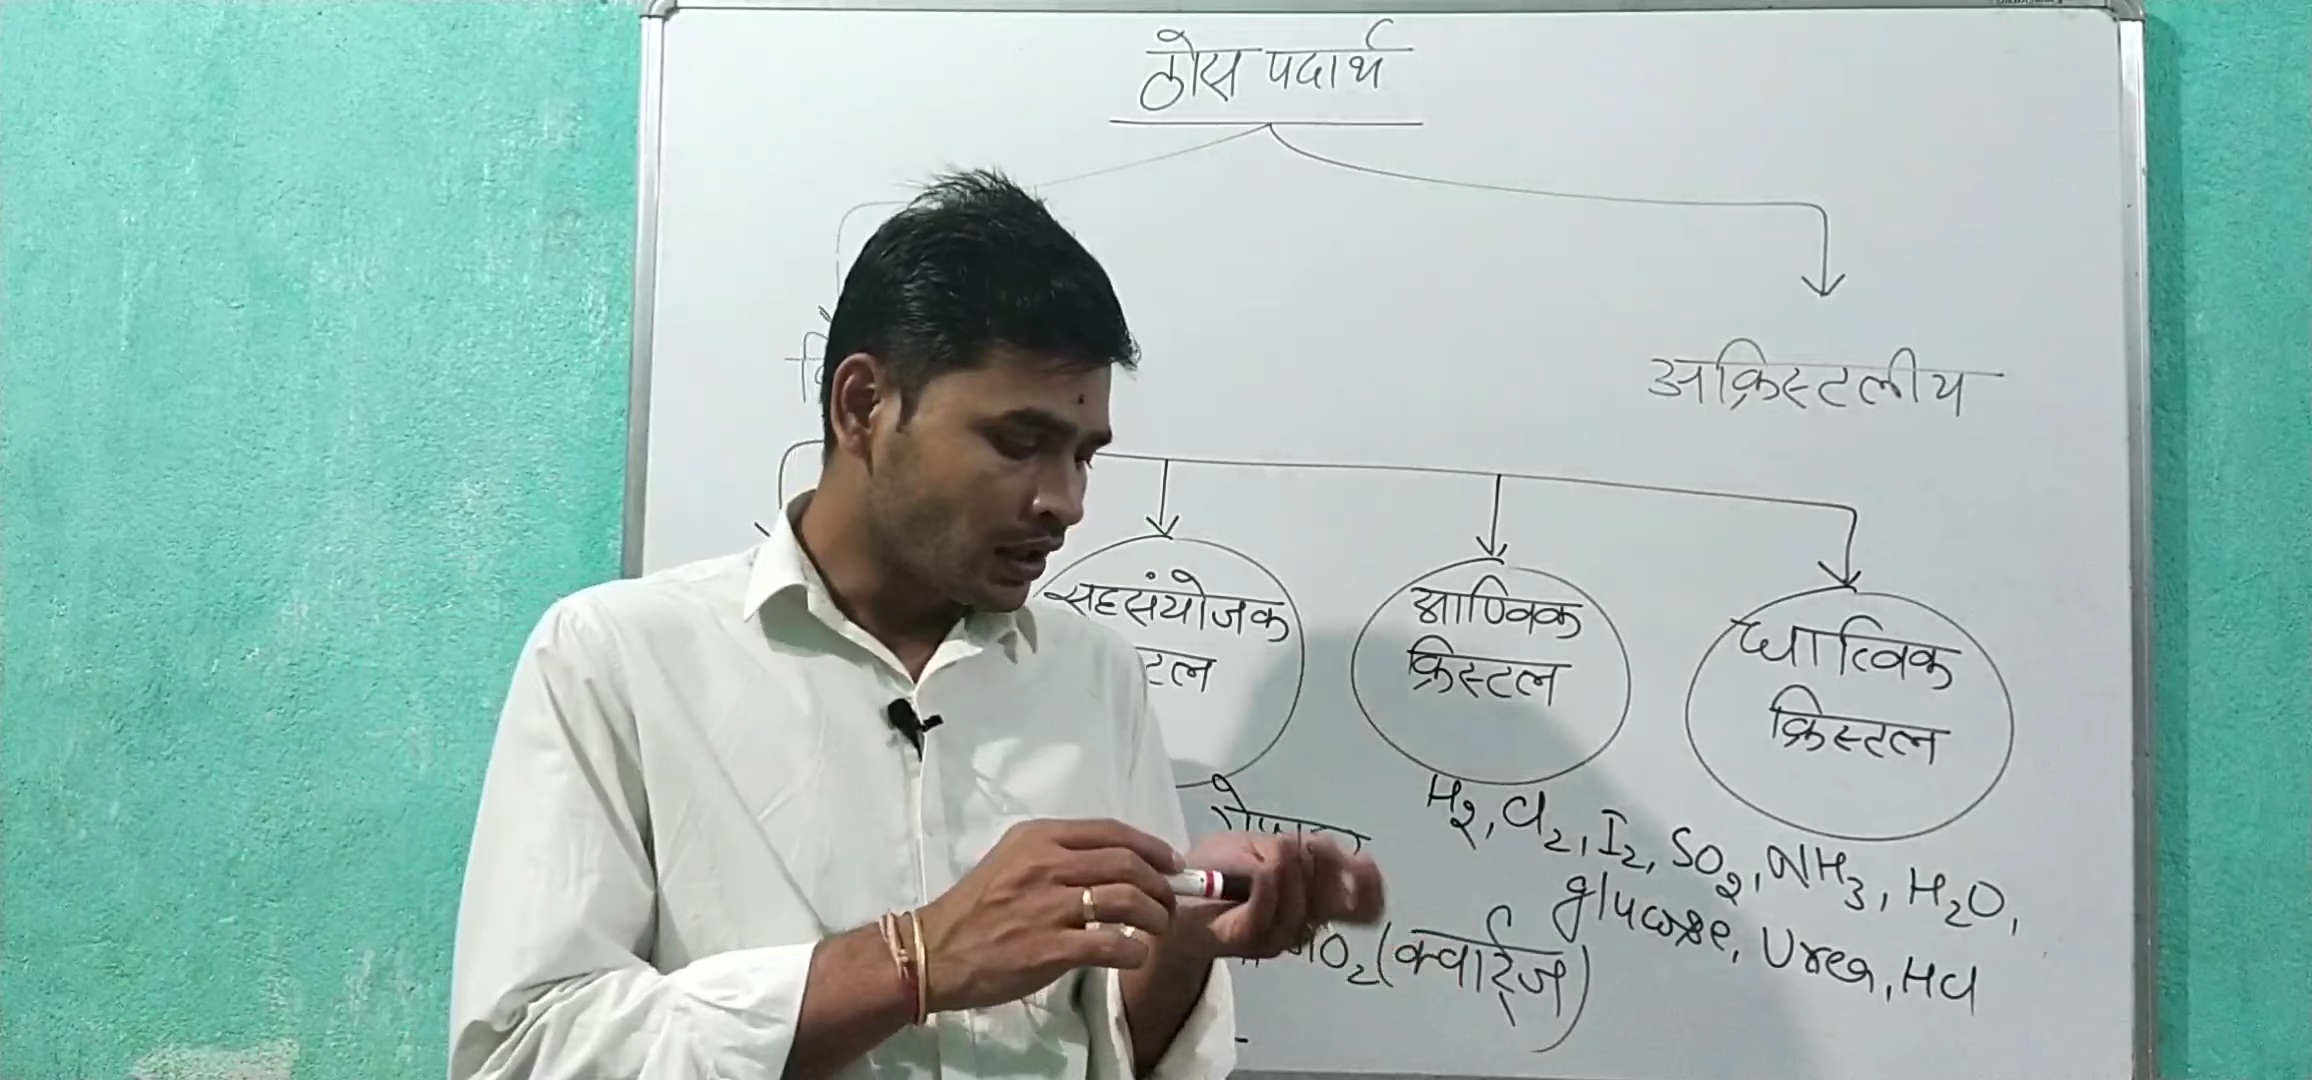 ठोस पदार्थ
अक्रिस्टलीय
सहसंयोजक
टल
आण्विक
क्रिस्टल
धात्विक
क्रिस्टल
H₂, Cl₂, I₂, SO₂, NH₃, H₂O,
glucose, Urea, HCl
O₂ (क्वार्ट्ज)